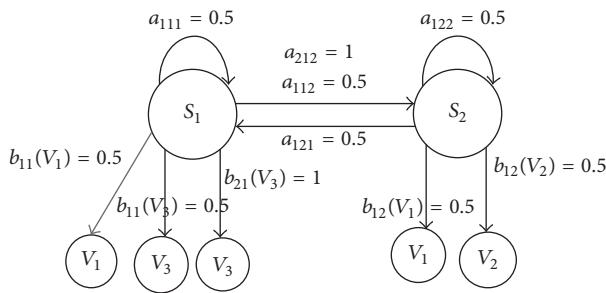 a₁₁₁ = 0.5
a₁₂₂ = 0.5
a₂₁₂ = 1
a₁₁₂ = 0.5
S₁
S₂
a₁₂₁ = 0.5
b₁₁(V₁) = 0.5
b₂₁(V₃) = 1
b₁₂(V₂) = 0.5
b₁₁(V₃) = 0.5
b₁₂(V₁) = 0.5
V₁
V₃
V₃
V₁
V₂